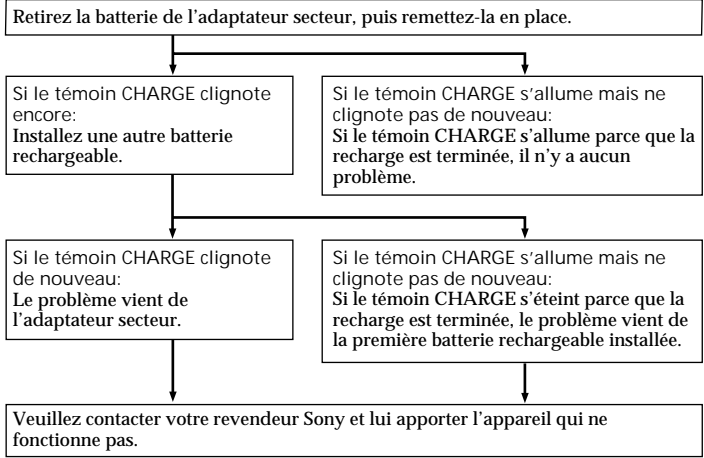 Retirez la batterie de l'adaptateur secteur, puis remettez-la en place.
Si le témoin CHARGE clignote
encore:
Installez une autre batterie
rechargeable.
Si le témoin CHARGE s'allume mais ne
clignote pas de nouveau:
Si le témoin CHARGE s'allume parce que la
recharge est terminée, il n'y a aucun
problème.
Si le témoin CHARGE clignote
de nouveau:
Le problème vient de
l'adaptateur secteur.
Si le témoin CHARGE s'allume mais ne
clignote pas de nouveau:
Si le témoin CHARGE s'éteint parce que la
recharge est terminée, le problème vient de
la première batterie rechargeable installée.
Veuillez contacter votre revendeur Sony et lui apporter l'appareil qui ne
fonctionne pas.